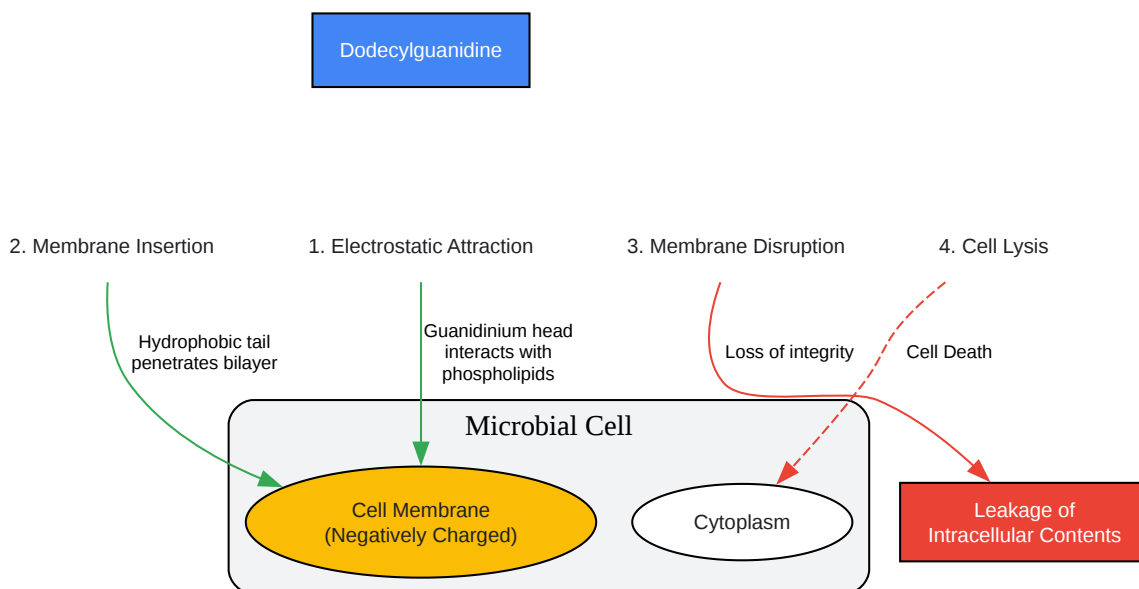 Dodecylguanidine
2. Membrane Insertion
1. Electrostatic Attraction
3. Membrane Disruption
4. Cell Lysis
Hydrophobic tail
penetrates bilayer
Guanidinium head
interacts with
phospholipids
Loss of integrity
Cell Death
Microbial Cell
Cell Membrane
(Negatively Charged)
Cytoplasm
Leakage of
Intracellular Contents